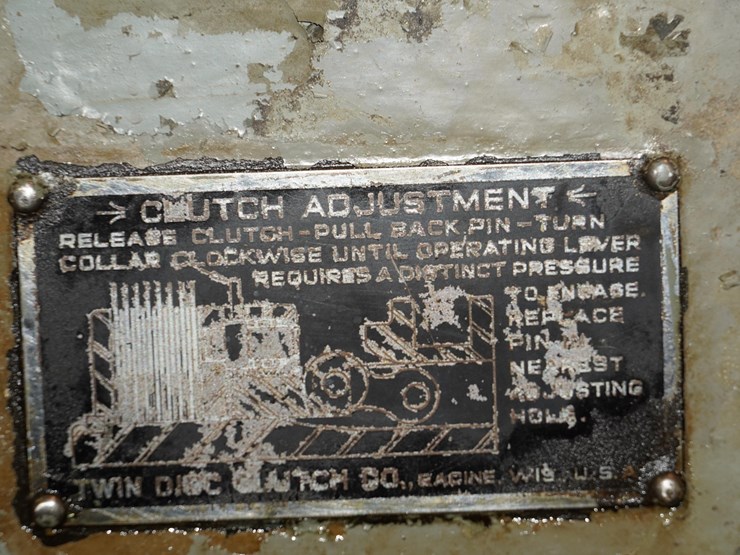 CLUTCH ADJUSTMENT
RELEASE CLUTCH-PULL BACK PIN-TURN
COLLAR CLOCKWISE UNTIL OPERATING LEVER
REQUIRES A DISTINCT PRESSURE
TO ENGAGE.
REPLACE
PIN IN
NEAREST
ADJUSTING
HOLE.
TWIN DISC CLUTCH CO., RACINE, WIS. U.S.A.